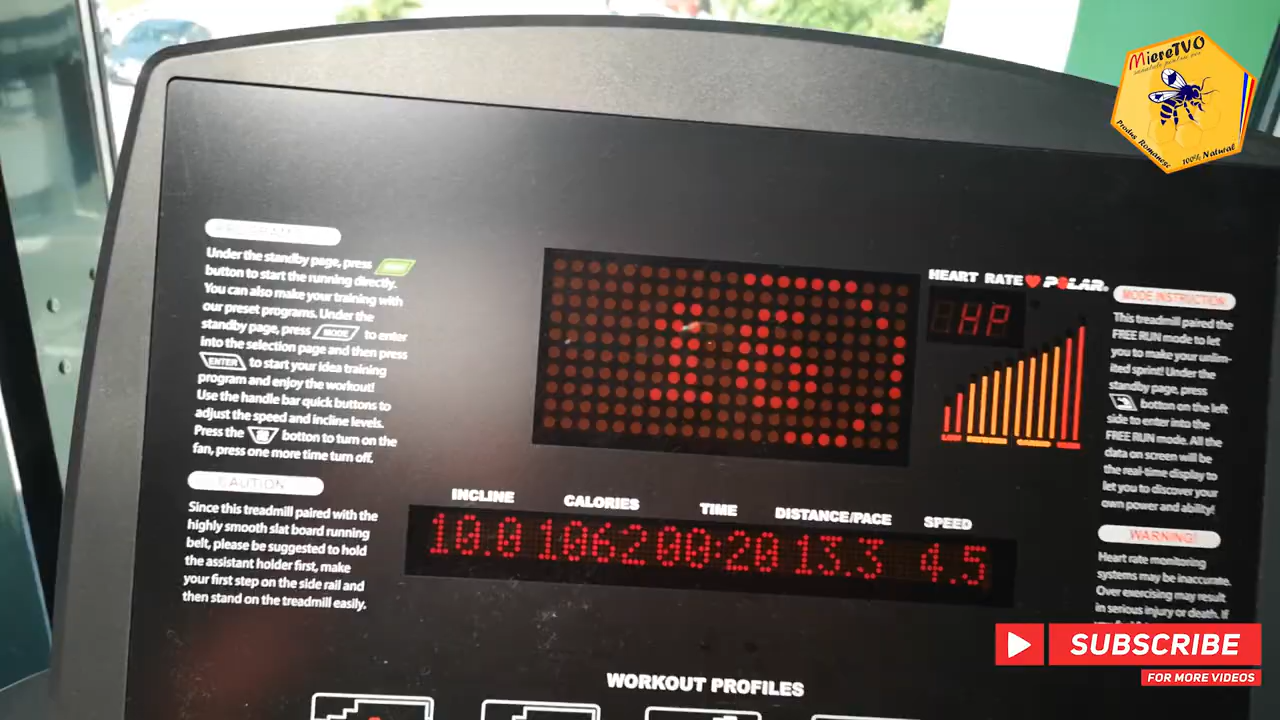 MiereTVO
Produs Romanesc
100% Natural
PROGRAM
Under the standby page, press
button to start the running directly.
You can also make your training with
our preset programs. Under the
standby page, press MODE to enter
into the selection page and then press
ENTER to start your idea training
program and enjoy the workout!
Use the handle bar quick buttons to
adjust the speed and incline levels.
Press the botton to turn on the
fan, press one more time turn off.
CAUTION
Since this treadmill paired with the
highly smooth slat board running
belt, please be suggested to hold
the assistant holder first, make
your first step on the side rail and
then stand on the treadmill easily.
16
HEART RATE POLAR
HP
MODE INSTRUCTION
This treadmill paired the
FREE RUN mode to let
you to make your unlim-
ited sprint! Under the
standby page, press
botton on the left
side to enter into the
FREE RUN mode. All the
data on screen will be
the real-time display to
let you to discover your
own power and ability!
WARNING!
Heart rate monitoring
systems may be inaccurate.
Over exercising may result
in serious injury or death. If
INCLINE CALORIES TIME DISTANCE/PACE SPEED
10.0 1062 00:20 13.3 4.5
WORKOUT PROFILES
SUBSCRIBE
FOR MORE VIDEOS